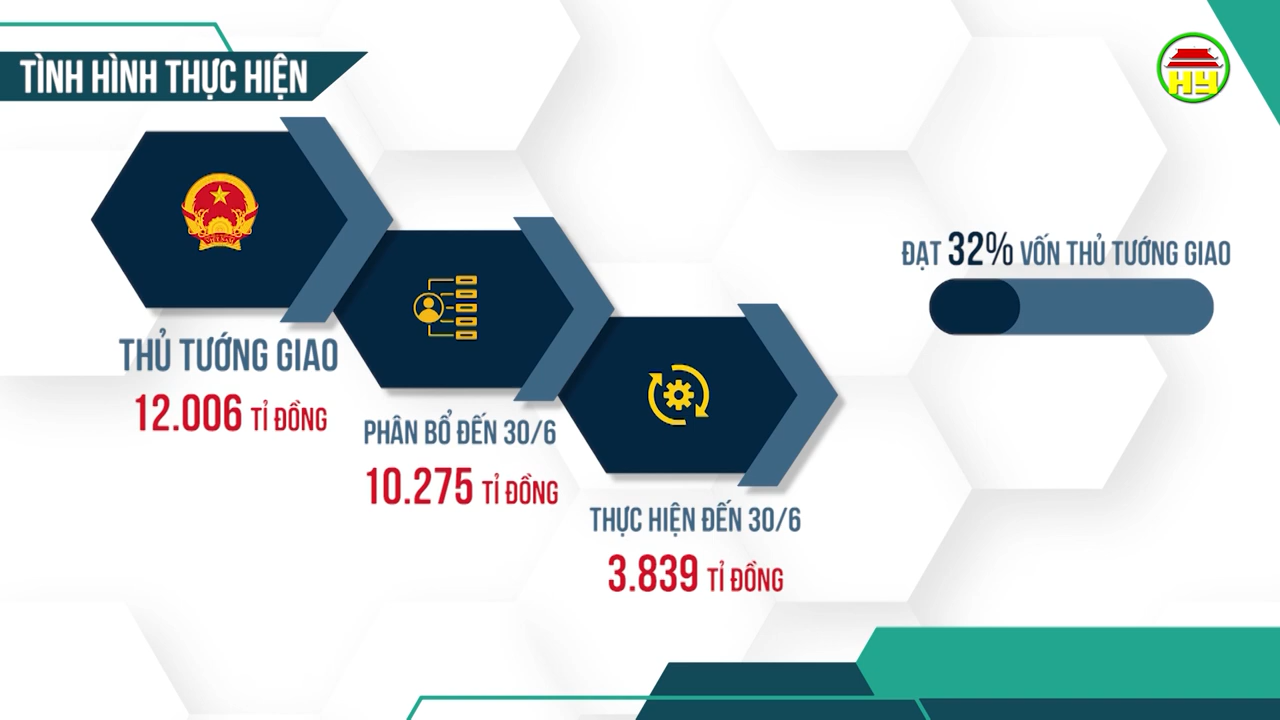 TÌNH HÌNH THỰC HIỆN
HY
THỦ TƯỚNG GIAO
12.006 TỈ ĐỒNG
PHÂN BỔ ĐẾN 30/6
10.275 TỈ ĐỒNG
THỰC HIỆN ĐẾN 30/6
3.839 TỈ ĐỒNG
ĐẠT 32% VỐN THỦ TƯỚNG GIAO